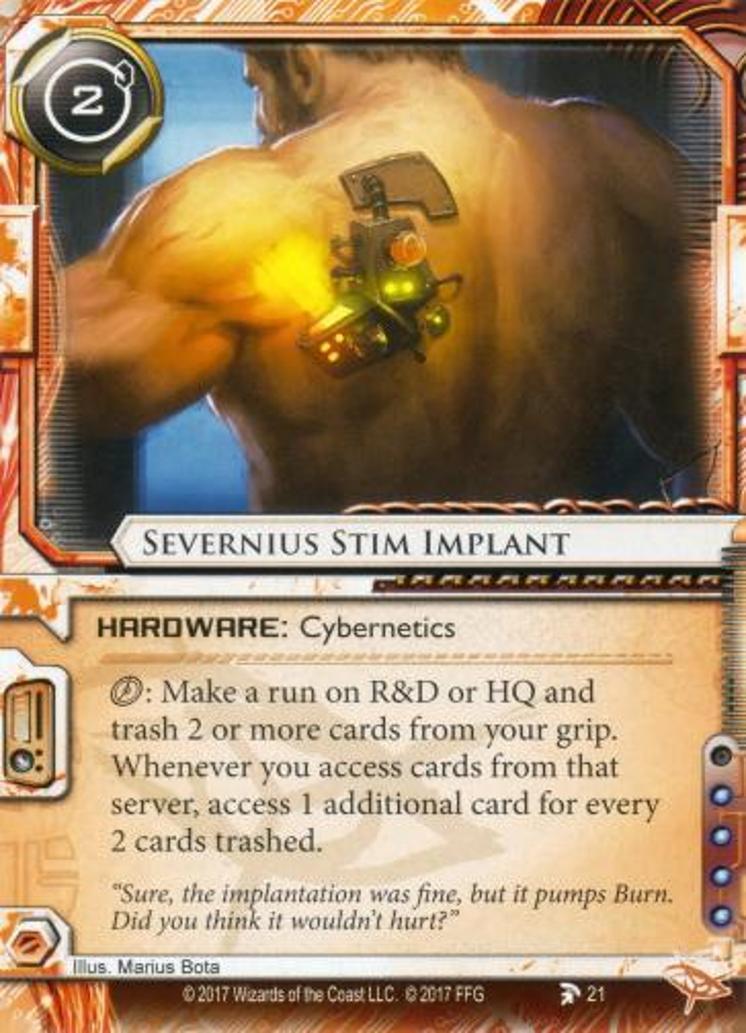 2
SEVERNIUS STIM IMPLANT
HARDWARE: Cybernetics
: Make a run on R&D or HQ and
trash 2 or more cards from your grip.
Whenever you access cards from that
server, access 1 additional card for every
2 cards trashed.
"Sure, the implantation was fine, but it pumps Burn.
Did you think it wouldn't hurt?"
Illus. Marius Bota
© 2017 Wizards of the Coast LLC. © 2017 FFG
21